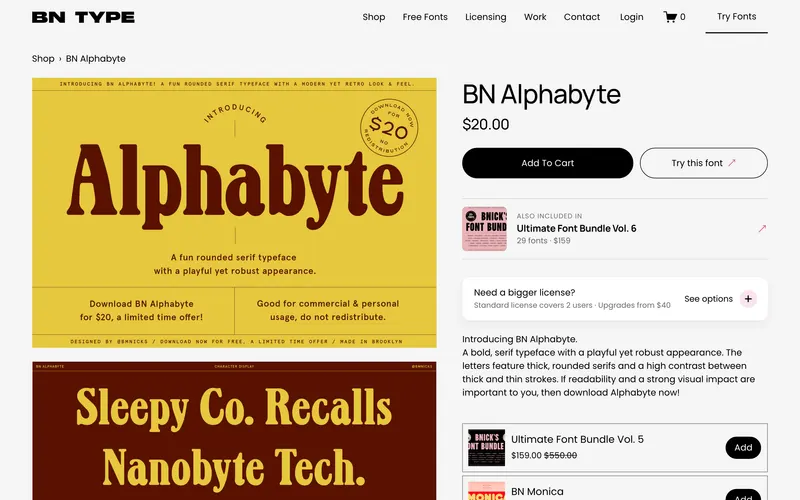 BN TYPE
Shop
Free Fonts
Licensing
Work
Contact
Login
0
Try Fonts
Shop › BN Alphabyte
INTRODUCING BN ALPHABYTE! A FUN ROUNDED SERIF TYPEFACE WITH A MODERN YET RETRO LOOK & FEEL.
INTRODUCING
DOWNLOAD NOW
FOR
$20
NO
REDISTRIBUTION
Alphabyte
A fun rounded serif typeface
with a playful yet robust appearance.
Download BN Alphabyte
for $20, a limited time offer!
Good for commercial & personal
usage, do not redistribute.
DESIGNED BY @BMNICKS / DOWNLOAD NOW FOR FREE, A LIMITED TIME OFFER / MADE IN BROOKLYN
BN ALPHABYTE
CHARACTER DISPLAY
@BMNICKS
Sleepy Co. Recalls
Nanobyte Tech.
BN Alphabyte
$20.00
Add To Cart
Try this font
BNICK'S
FONT BUND
ALSO INCLUDED IN
Ultimate Font Bundle Vol. 6
29 fonts · $159
Need a bigger license?
Standard license covers 2 users · Upgrades from $40
See options
Introducing BN Alphabyte.
A bold, serif typeface with a playful yet robust appearance. The
letters feature thick, rounded serifs and a high contrast between
thick and thin strokes. If readability and a strong visual impact are
important to you, then download Alphabyte now!
BNICK'S
FONT BUNDLE
Ultimate Font Bundle Vol. 5
$159.00 $550.00
Add
BN Monica
Add